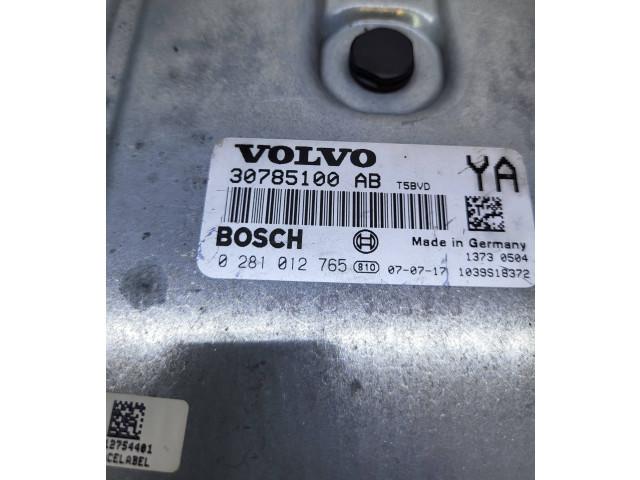 VOLVO
30785100 AB T5BVD YA
BOSCH Made in Germany
1373 0504
0 281 012 765 810 07-07-17 1039S18372
12754401
CELABEL